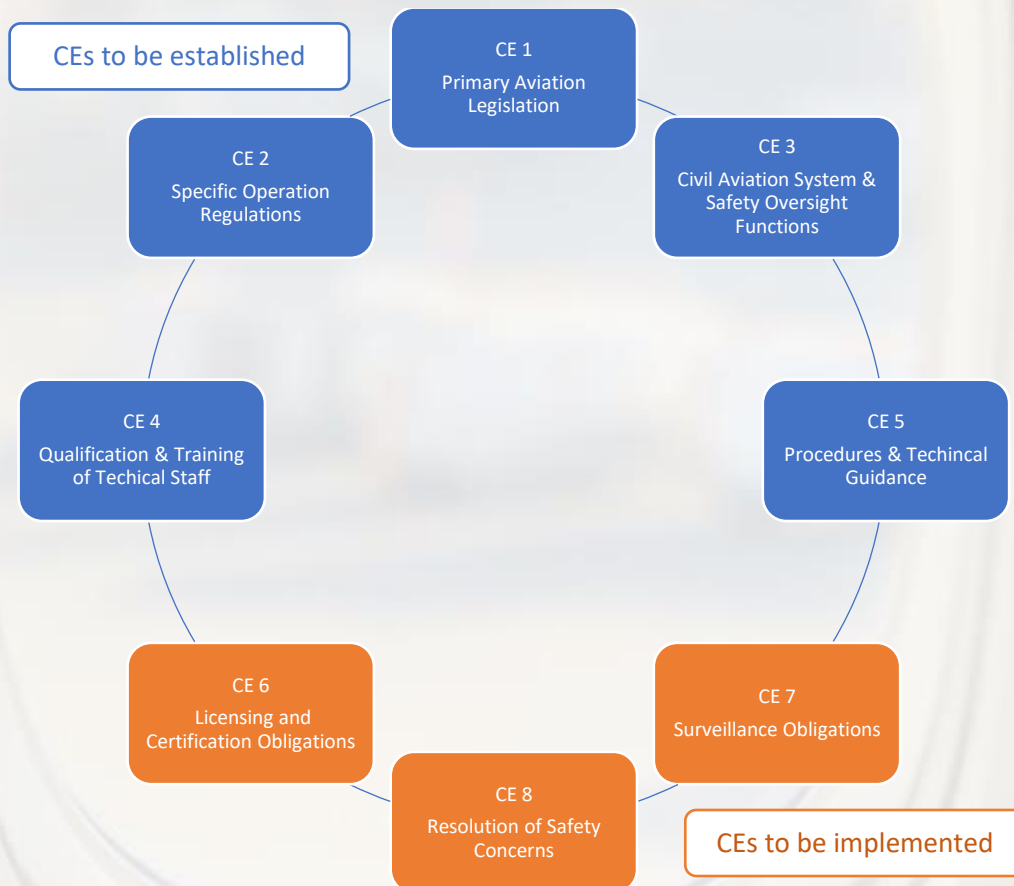 CEs to be established
CE 1
Primary Aviation
Legislation
CE 2
Specific Operation
Regulations
CE 3
Civil Aviation System &
Safety Oversight
Functions
CE 4
Qualification & Training
of Techical Staff
CE 5
Procedures & Techincal
Guidance
CE 6
Licensing and
Certification Obligations
CE 7
Surveillance Obligations
CE 8
Resolution of Safety
Concerns
CEs to be implemented